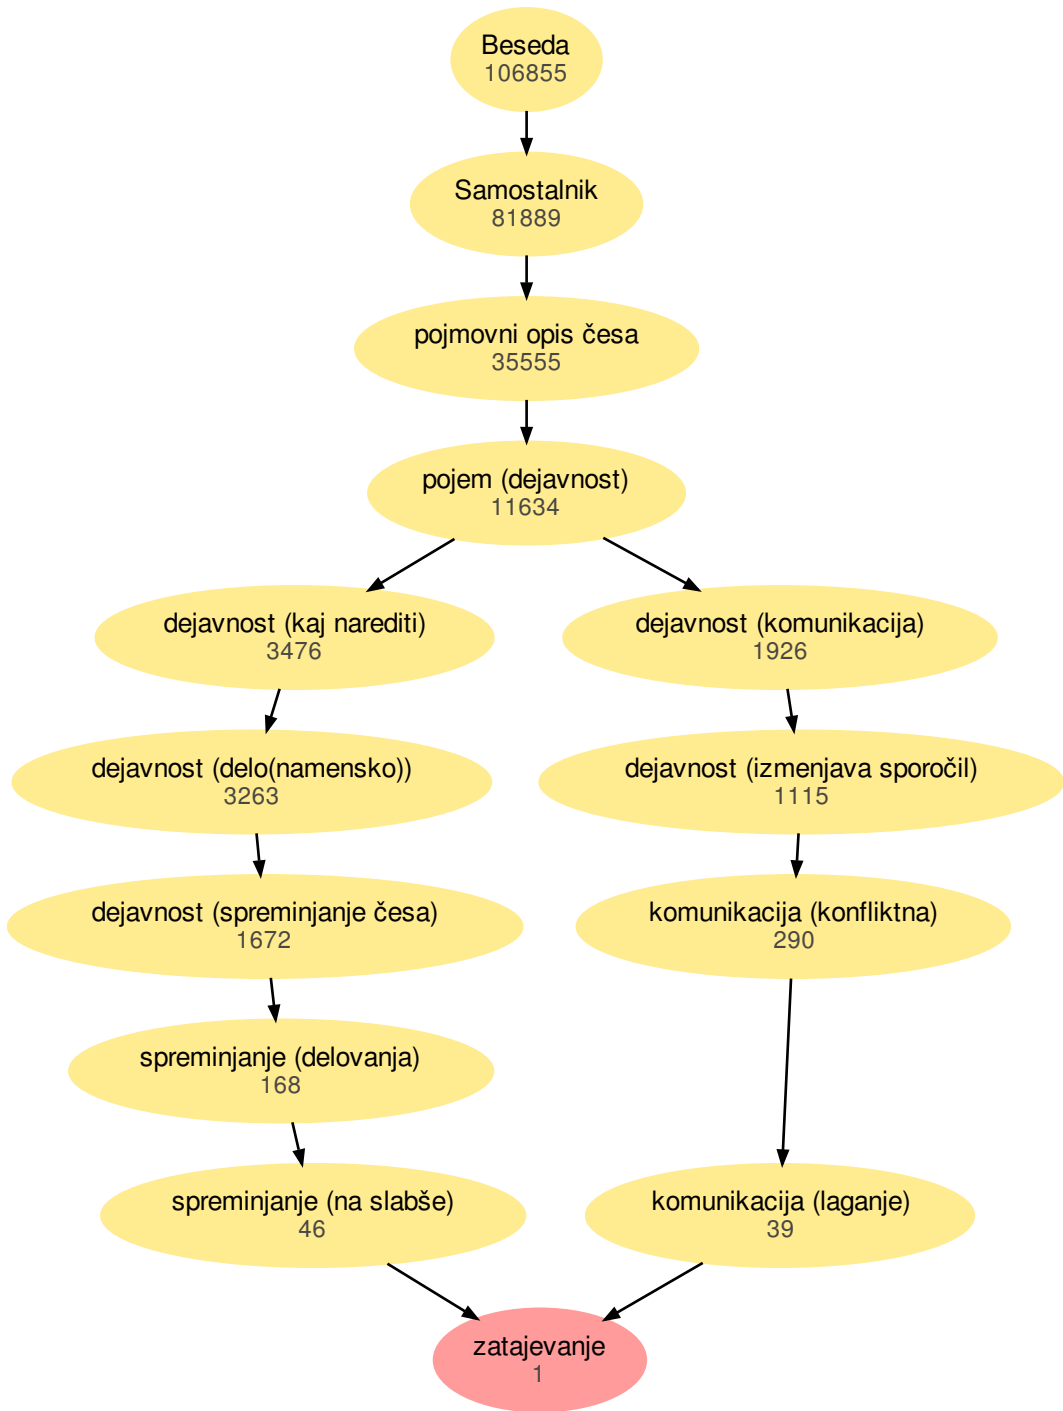 Beseda
106855
Samostalnik
81889
pojmovni opis česa
35555
pojem (dejavnost)
11634
dejavnost (kaj narediti)
3476
dejavnost (komunikacija)
1926
dejavnost (delo(namensko))
3263
dejavnost (izmenjava sporočil)
1115
dejavnost (spreminjanje česa)
1672
komunikacija (konfliktna)
290
spreminjanje (delovanja)
168
spreminjanje (na slabše)
46
komunikacija (laganje)
39
zatajevanje
1